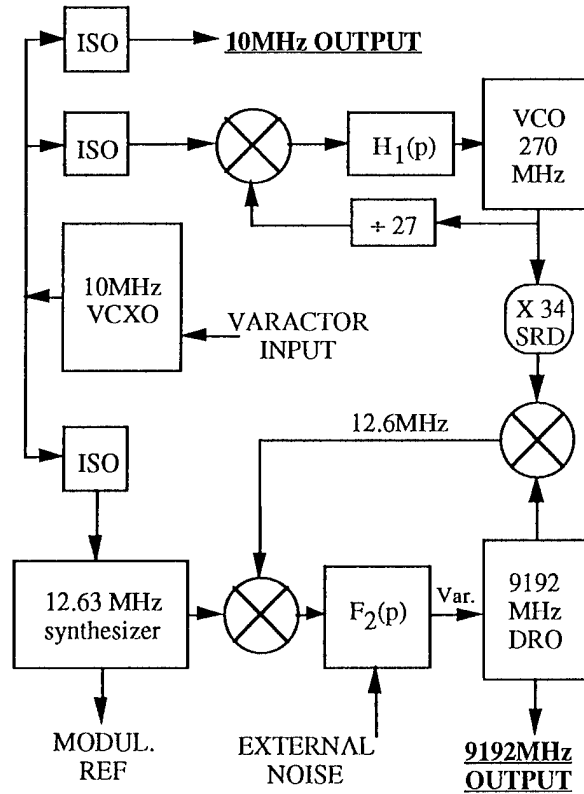 ISO
10MHz OUTPUT
ISO
H1(p)
VCO
270
MHz
÷ 27
10MHz
VCXO
VARACTOR
INPUT
X 34
SRD
12.6MHz
ISO
12.63 MHz
synthesizer
F2(p)
Var.
9192
MHz
DRO
MODUL.
REF
EXTERNAL
NOISE
9192MHz
OUTPUT